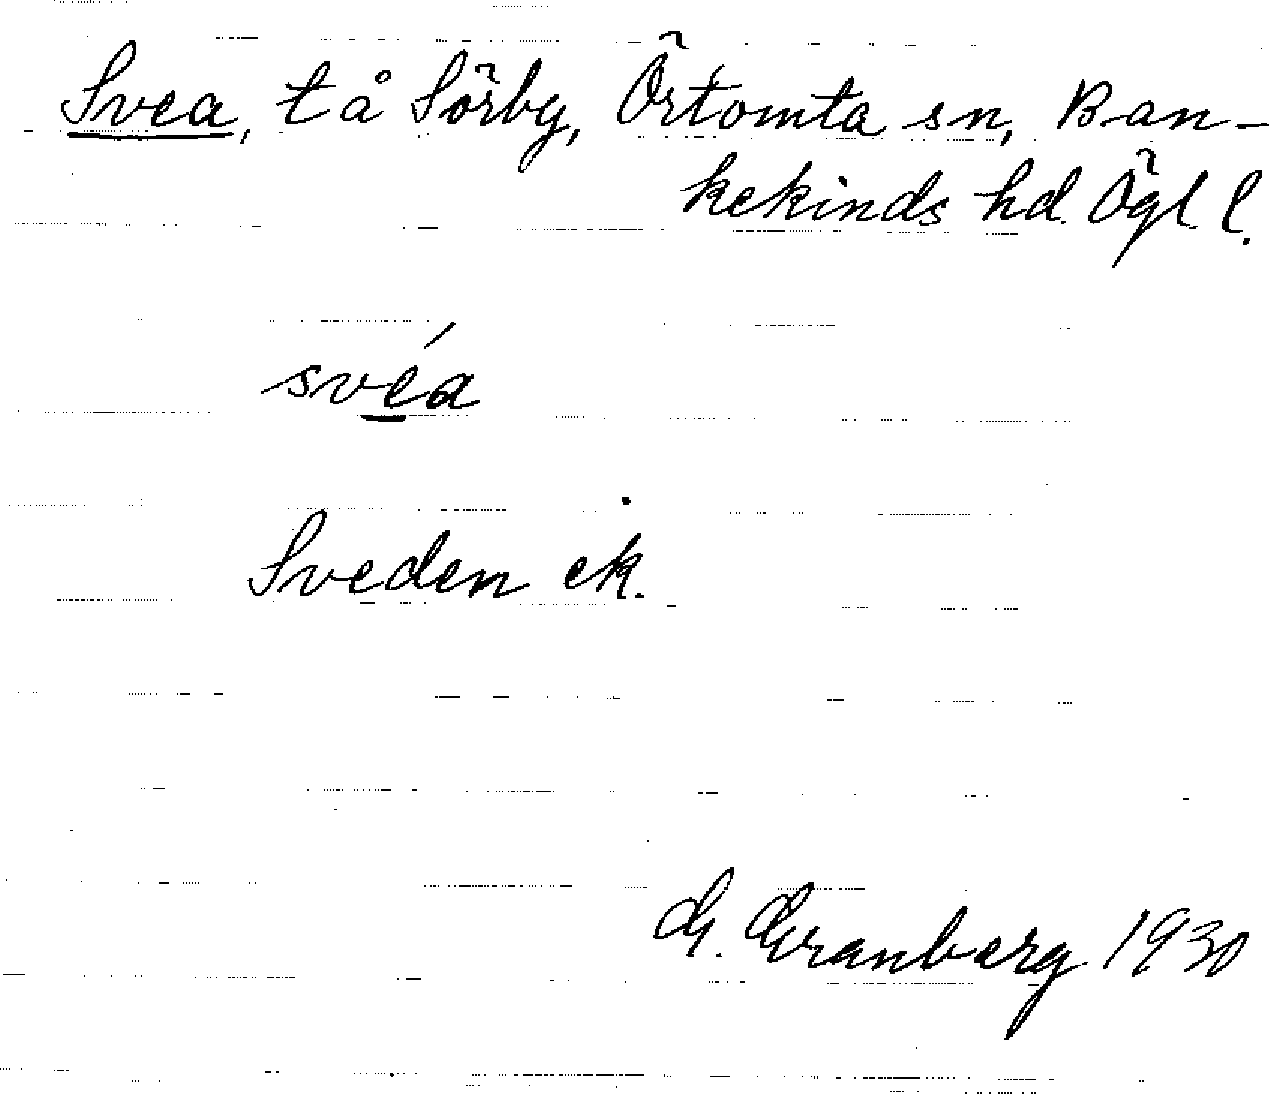 Svea, tå Sörby, Örtomta sn, Ban-
kekinds hd. Ögl l.
svéa
Sveden ek.
G. Granberg 1930